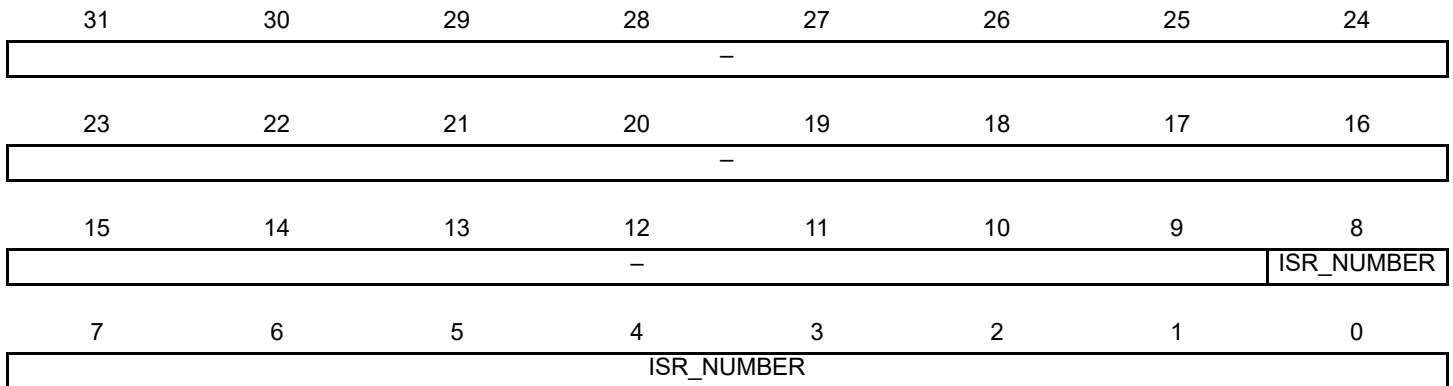 31 30 29 28 27 26 25 24
–
23 22 21 20 19 18 17 16
–
15 14 13 12 11 10 9 8
– ISR_NUMBER
7 6 5 4 3 2 1 0
ISR_NUMBER